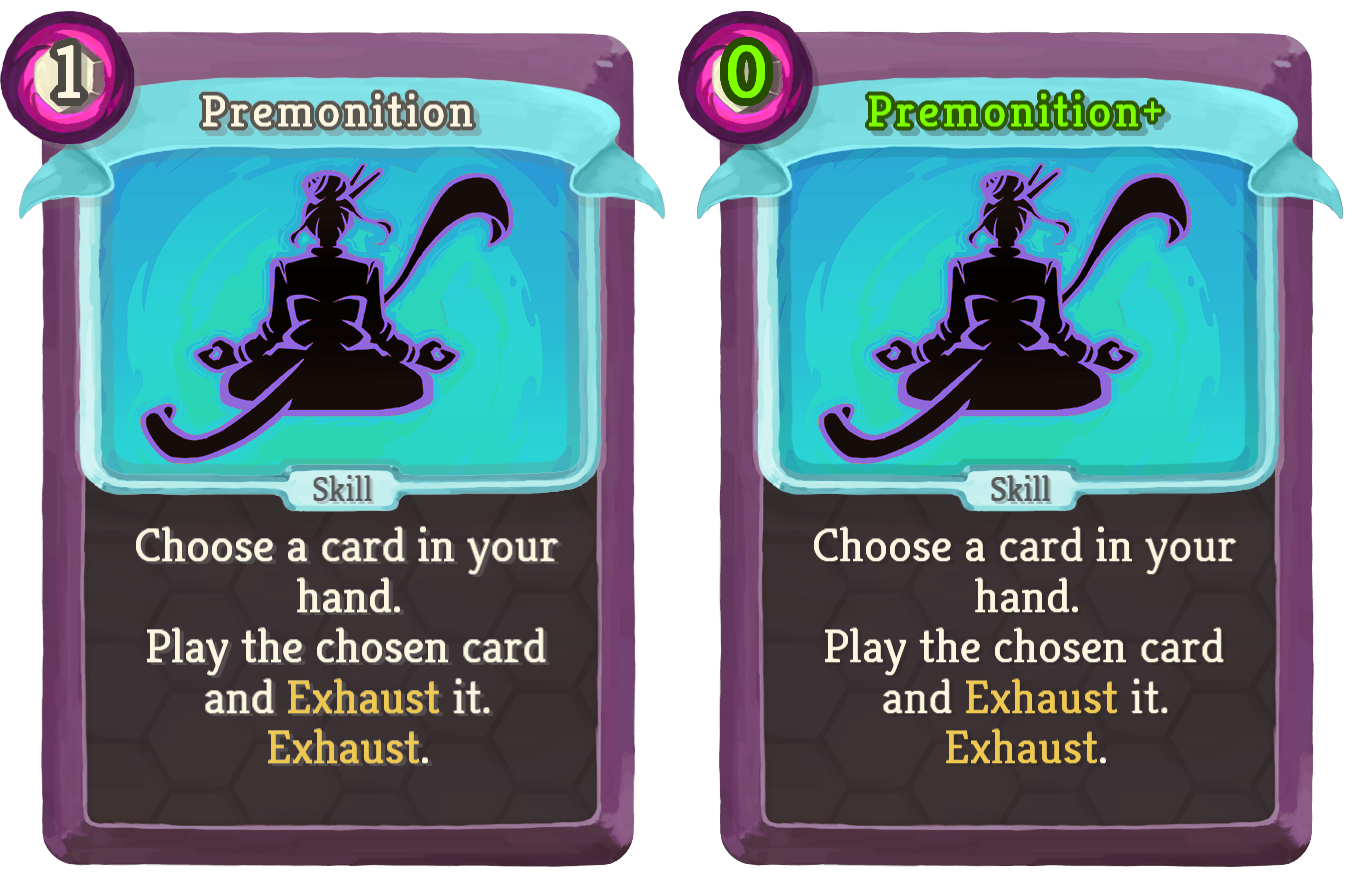 1
Premonition
Skill
Choose a card in your
hand.
Play the chosen card
and Exhaust it.
Exhaust.
0
Premonition+
Skill
Choose a card in your
hand.
Play the chosen card
and Exhaust it.
Exhaust.